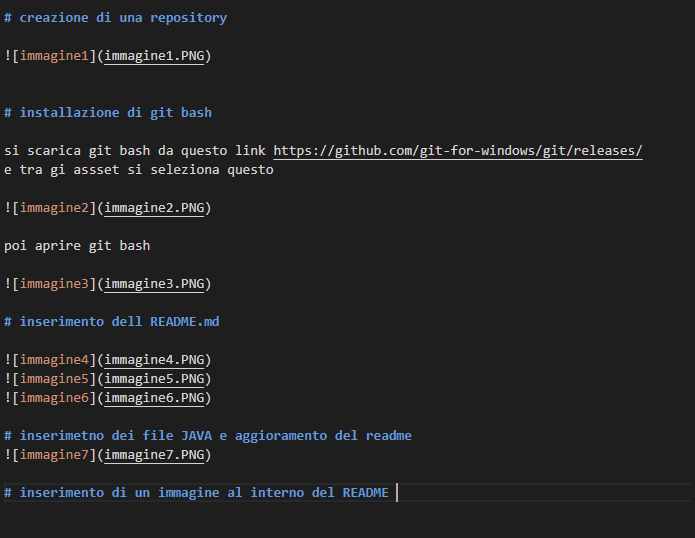 # creazione di una repository
![immagine1](immagine1.PNG)
# installazione di git bash
si scarica git bash da questo link https://github.com/git-for-windows/git/releases/
e tra gi assset si seleziona questo
![immagine2](immagine2.PNG)
poi aprire git bash
![immagine3](immagine3.PNG)
# inserimento dell README.md
![immagine4](immagine4.PNG)
![immagine5](immagine5.PNG)
![immagine6](immagine6.PNG)
# inserimetno dei file JAVA e aggioramento del readme
![immagine7](immagine7.PNG)
# inserimento di un immagine al interno del README